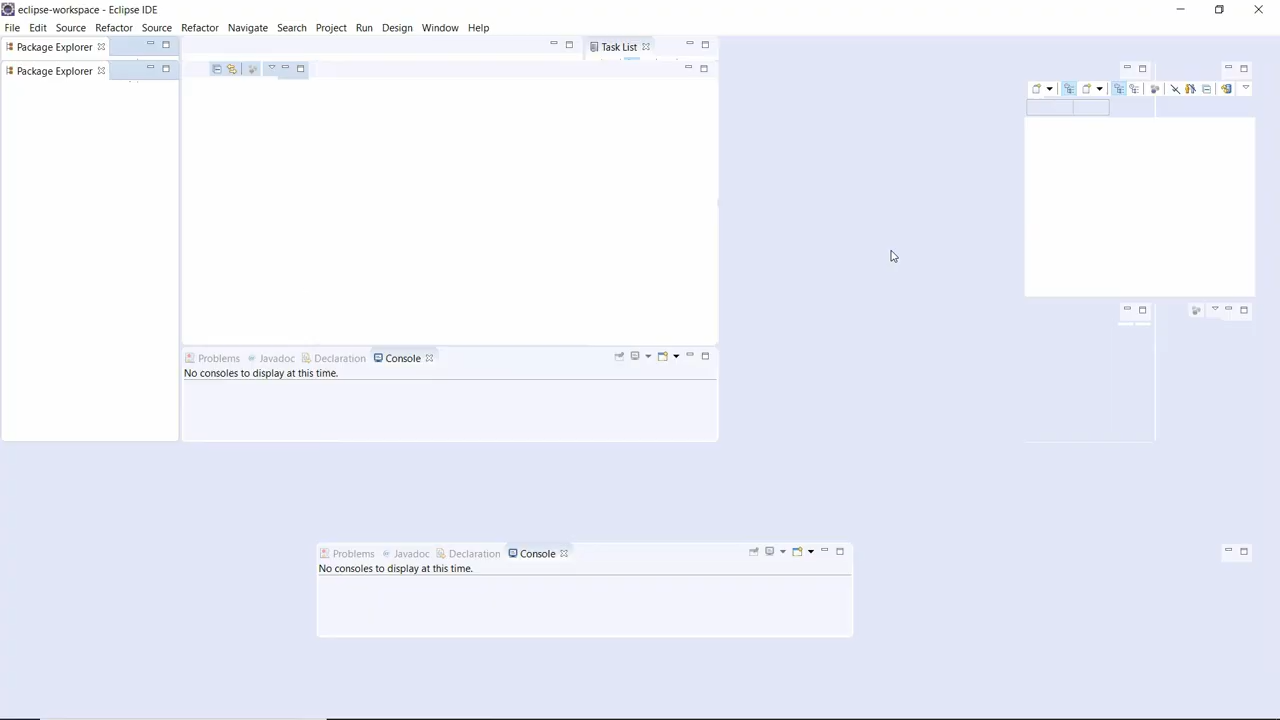 eclipse-workspace - Eclipse IDE
File Edit Source Refactor Source Refactor Navigate Search Project Run Design Window Help
Package Explorer
Task List
Package Explorer
Problems Javadoc Declaration Console
No consoles to display at this time.
Problems Javadoc Declaration Console
No consoles to display at this time.